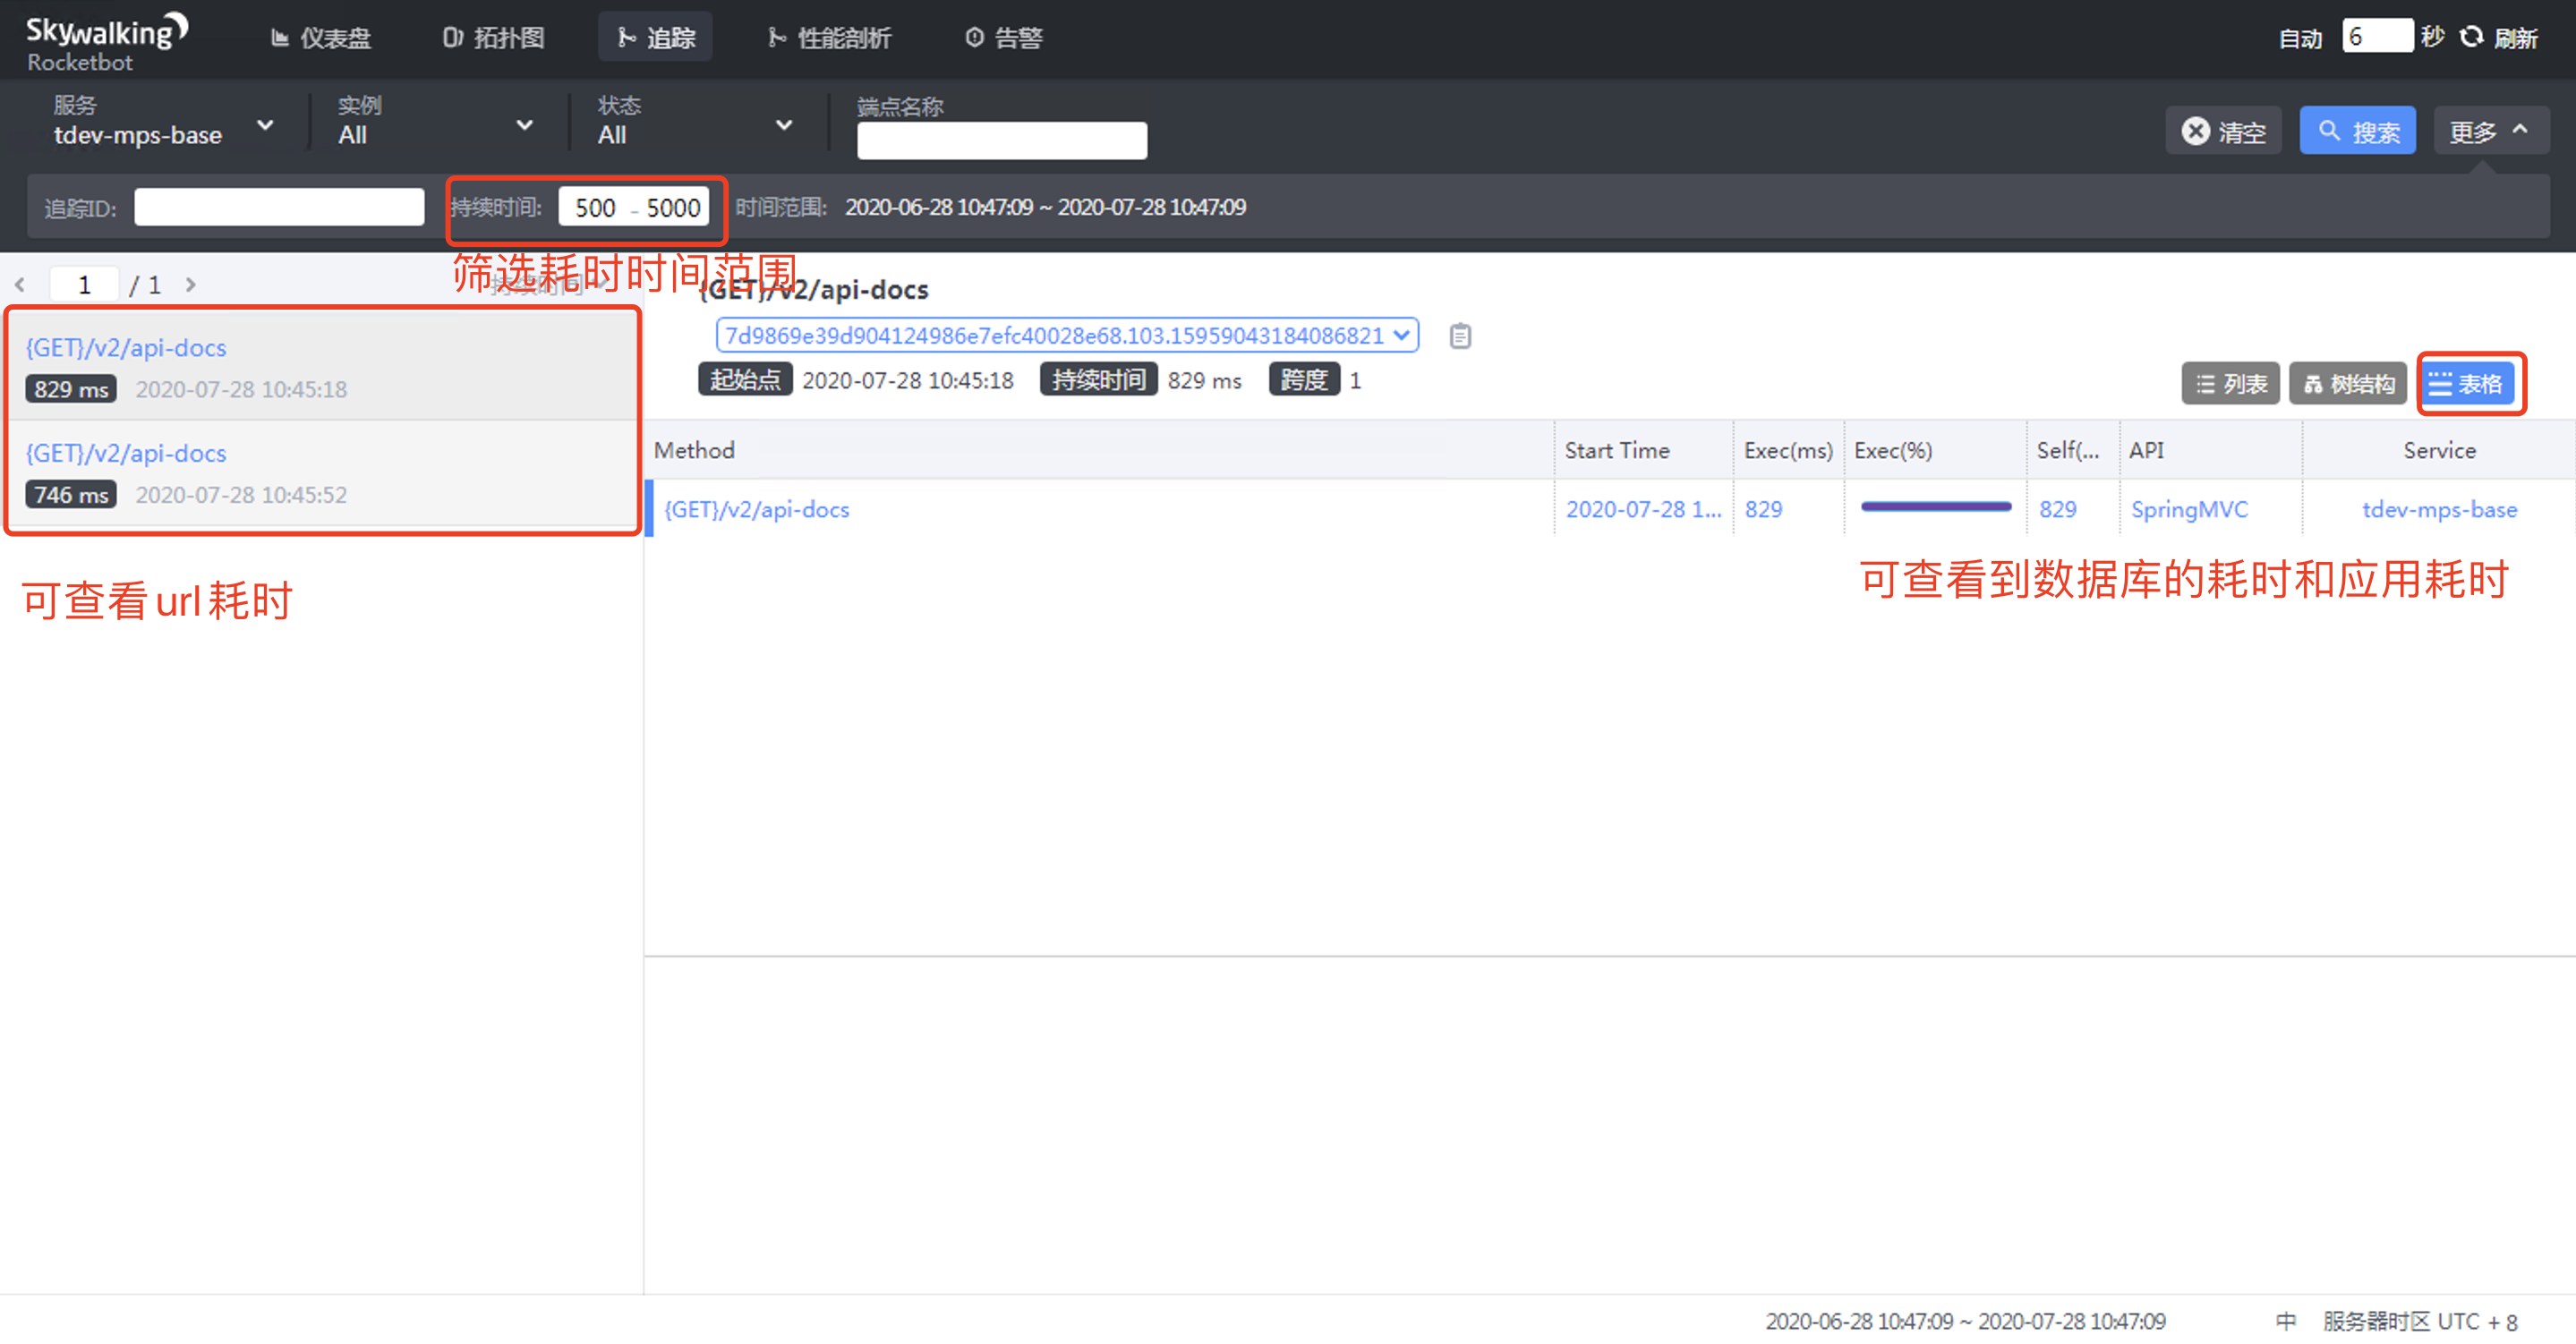 Skywalking
Rocketbot
仪表盘
拓扑图
追踪
性能剖析
告警
自动 6 秒 刷新
服务
tdev-mps-base
实例
All
状态
All
端点名称
清空
搜索
更多
追踪ID:
持续时间: 500 - 5000
时间范围: 2020-06-28 10:47:09 ~ 2020-07-28 10:47:09
筛选耗时时间范围
1 / 1
持续时间
{GET}/v2/api-docs
829 ms 2020-07-28 10:45:18
{GET}/v2/api-docs
746 ms 2020-07-28 10:45:52
可查看url耗时
{GET}/v2/api-docs
7d9869e39d904124986e7efc40028e68.103.15959043184086821
起始点 2020-07-28 10:45:18 持续时间 829 ms 跨度 1
列表 树结构 表格
Method Start Time Exec(ms) Exec(%) Self(... API Service
{GET}/v2/api-docs 2020-07-28 1... 829 829 SpringMVC tdev-mps-base
可查看到数据库的耗时和应用耗时
2020-06-28 10:47:09 ~ 2020-07-28 10:47:09 中 服务器时区 UTC + 8